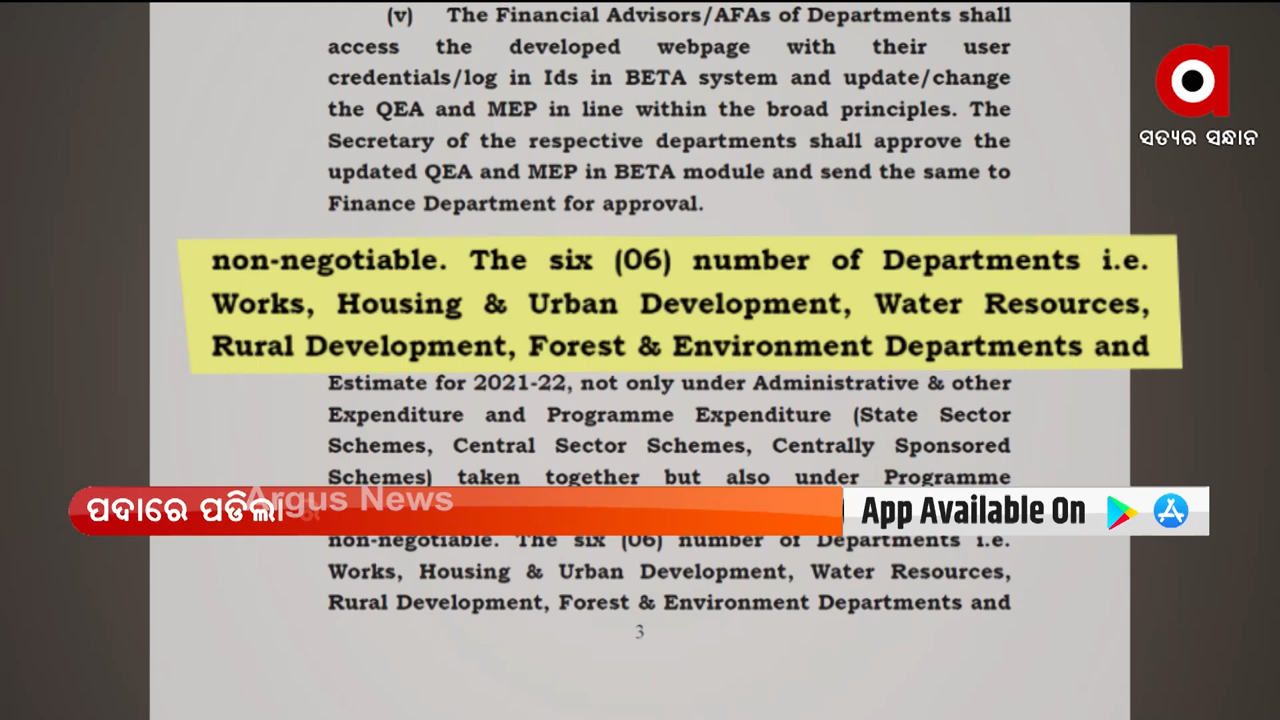 (v) The Financial Advisors/AFAs of Departments shall
access the developed webpage with their user
credentials/log in Ids in BETA system and update/change
the QEA and MEP in line within the broad principles. The
Secretary of the respective departments shall approve the
updated QEA and MEP in BETA module and send the same to
Finance Department for approval.
ସତ୍ୟର ସନ୍ଧାନ
non-negotiable. The six (06) number of Departments i.e.
Works, Housing & Urban Development, Water Resources,
Rural Development, Forest & Environment Departments and
Estimate for 2021-22, not only under Administrative & other
Expenditure and Programme Expenditure (State Sector
Schemes, Central Sector Schemes, Centrally Sponsored
Schemes) taken together but also under Programme
ପଦାରେ ପଡିଲା
Argus News
App Available On
non-negotiable. The six (06) number of Departments i.e.
Works, Housing & Urban Development, Water Resources,
Rural Development, Forest & Environment Departments and
3